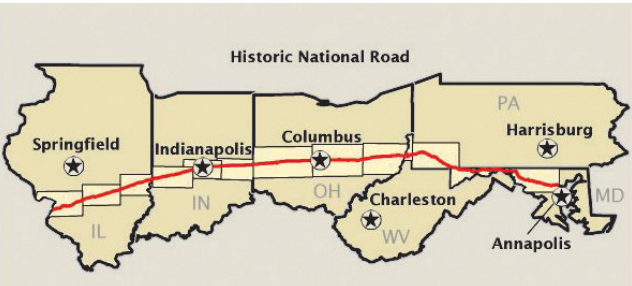 Historic National Road
PA
Harrisburg
Columbus
Springfield
Indianapolis
OH
IN
Charleston
MD
IL
WV
Annapolis